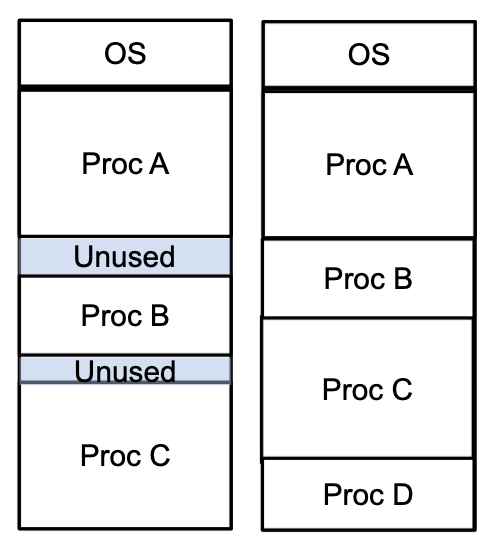 OS
Proc A
Unused
Proc B
Unused
Proc C
OS
Proc A
Proc B
Proc C
Proc D